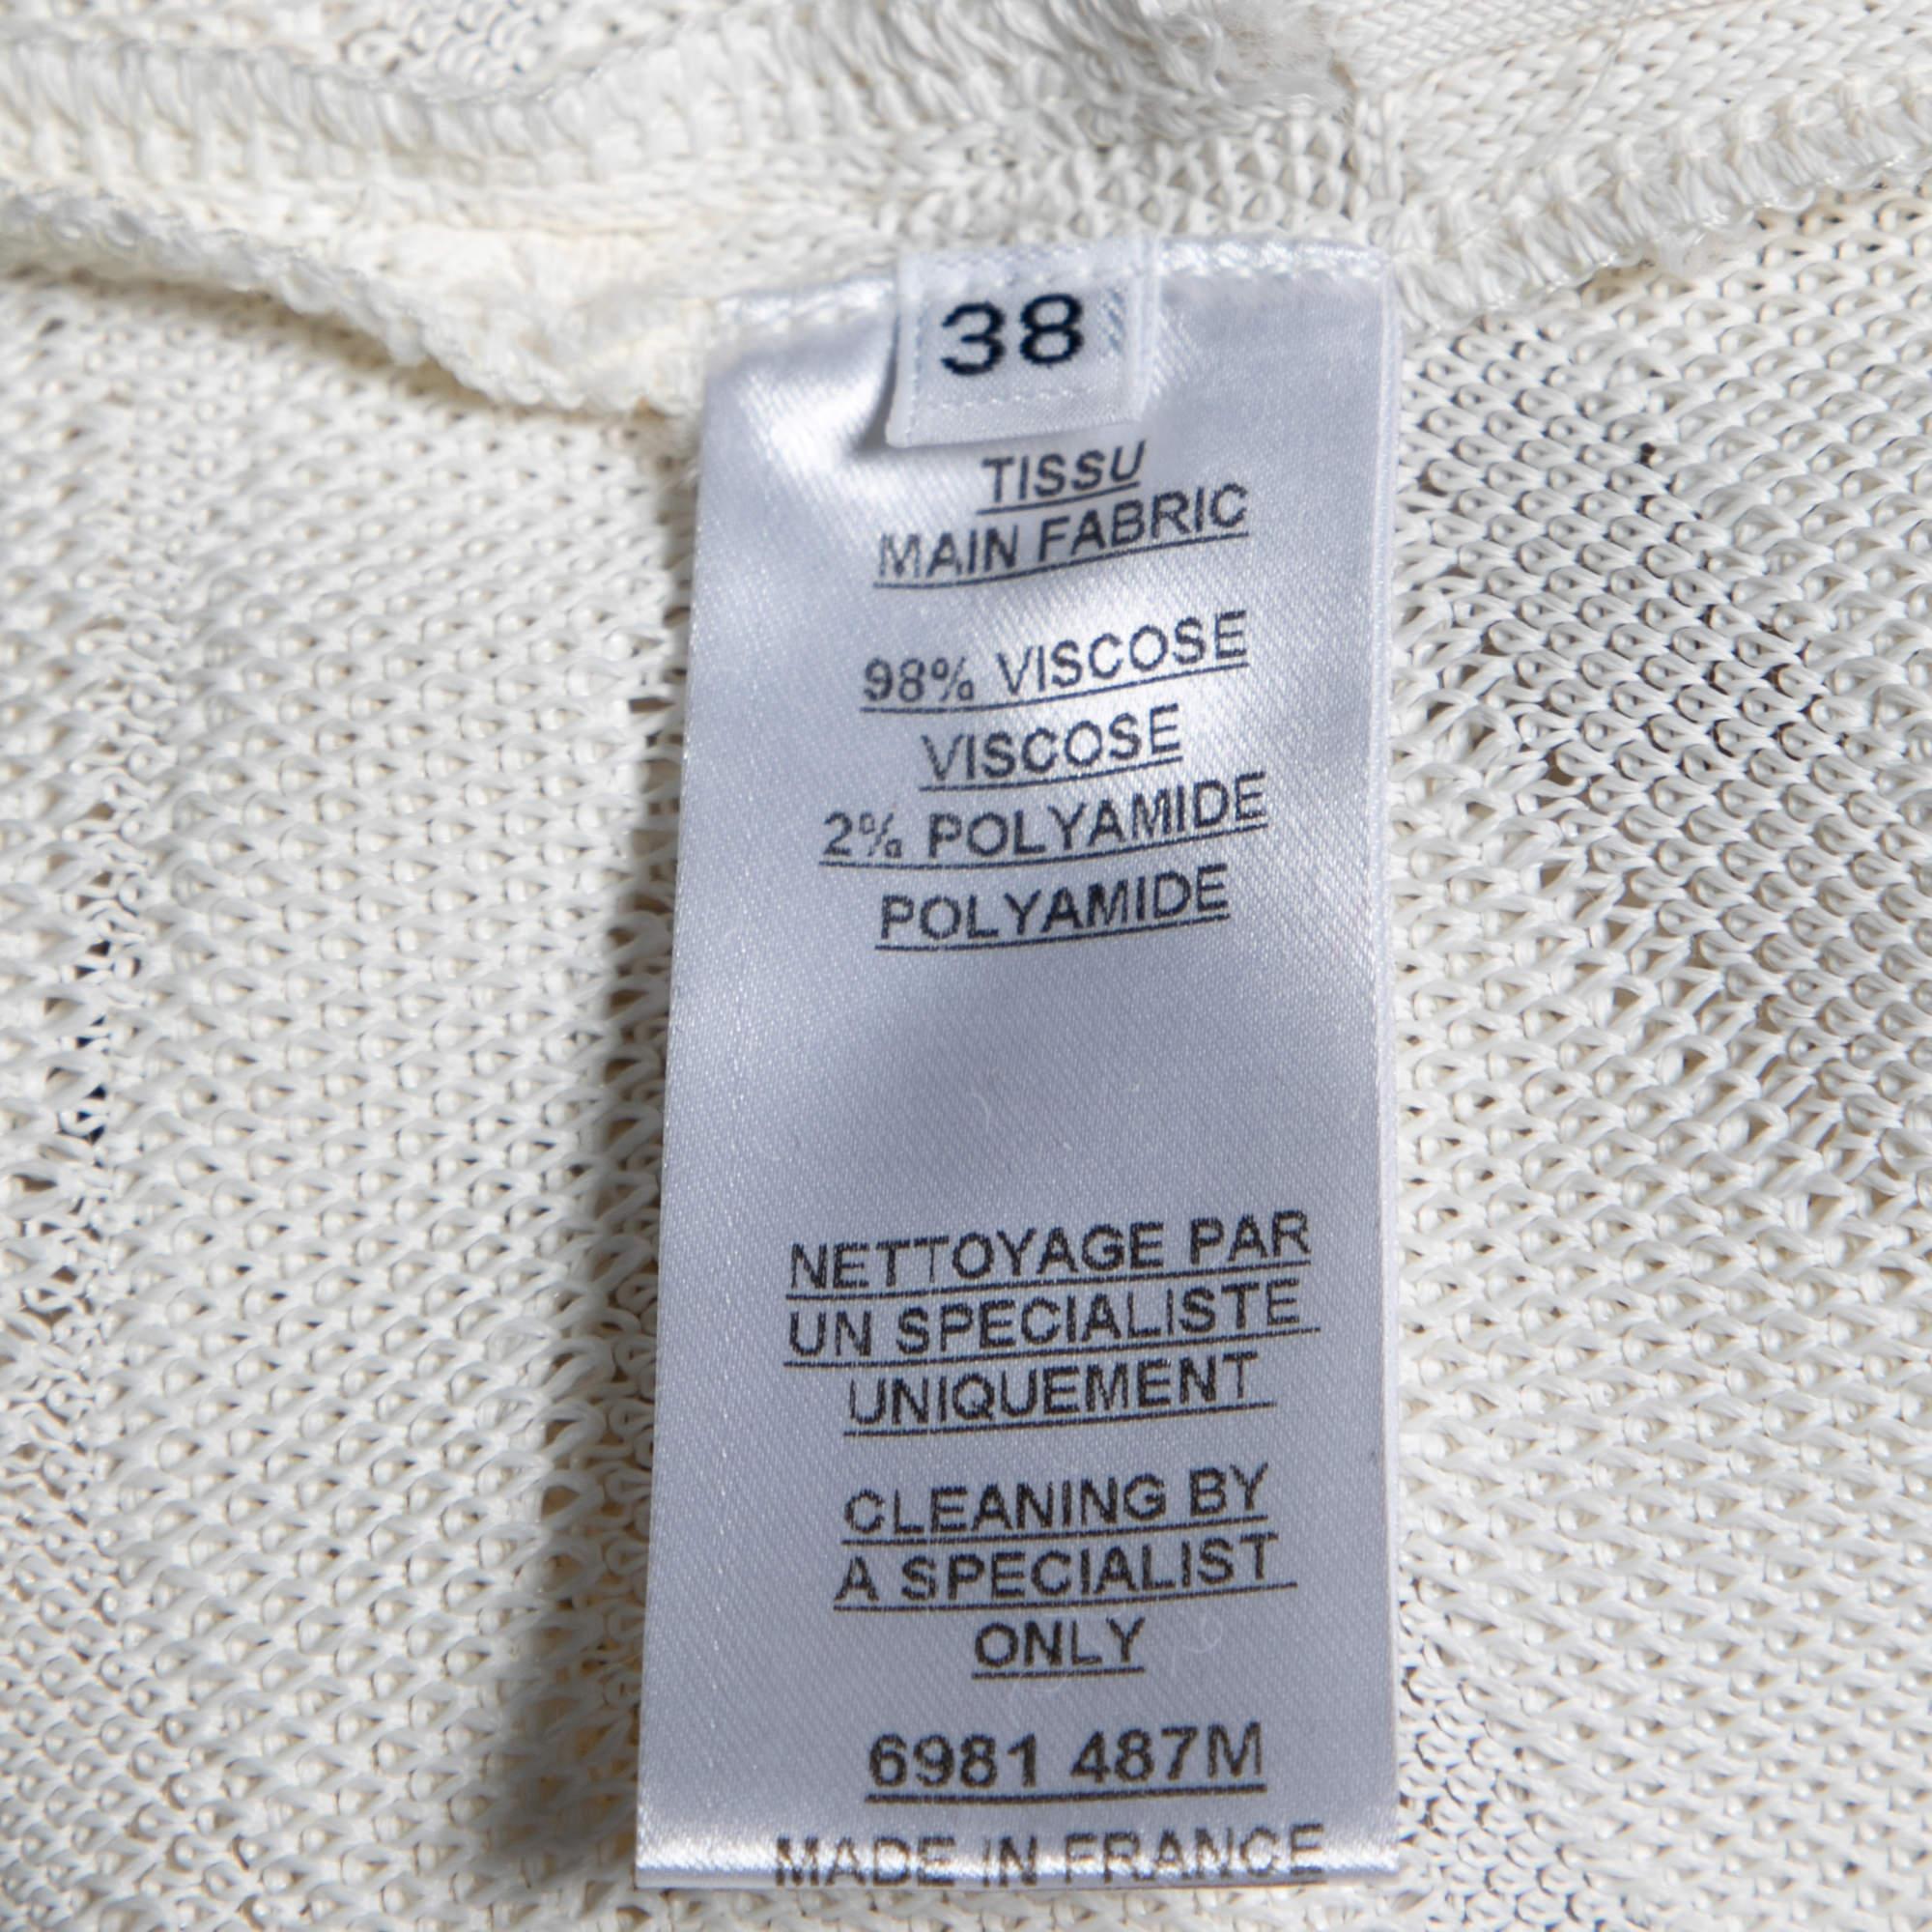 38
TISSU
MAIN FABRIC
98% VISCOSE
VISCOSE
2% POLYAMIDE
POLYAMIDE
NETTOYAGE PAR
UN SPECIALISTE
UNIQUEMENT
CLEANING BY
A SPECIALIST
ONLY
6981 487M
MADE IN FRANCE